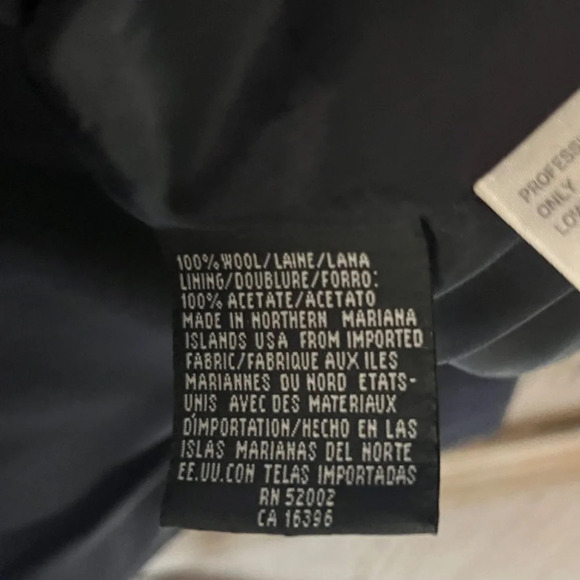 100% WOOL/LAINE/LANA
LINING/DOUBLURE/FORRO:
100% ACETATE/ACETATO
MADE IN NORTHERN MARIANA
ISLANDS USA FROM IMPORTED
FABRIC/FABRIQUE AUX ILES
MARIANNES DU NORD ETATS-
UNIS AVEC DES MATERIAUX
D'IMPORTATION/HECHO EN LAS
ISLAS MARIANAS DEL NORTE
EE.UU.CON TELAS IMPORTADAS
RN 52002
CA 16396
ONLY